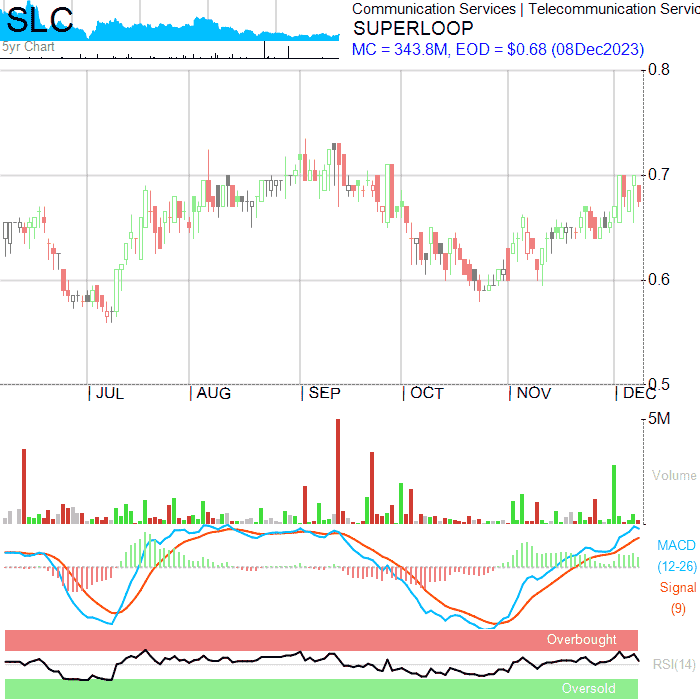 SLC
5yr Chart
Communication Services | Telecommunication Servic
SUPERLOOP
MC = 343.8M, EOD = $0.68 (08Dec2023)
0.8
0.7
0.6
0.5
JUL
AUG
SEP
OCT
NOV
DEC
5M
Volume
MACD
(12-26)
Signal
(9)
Overbought
RSI(14)
Oversold